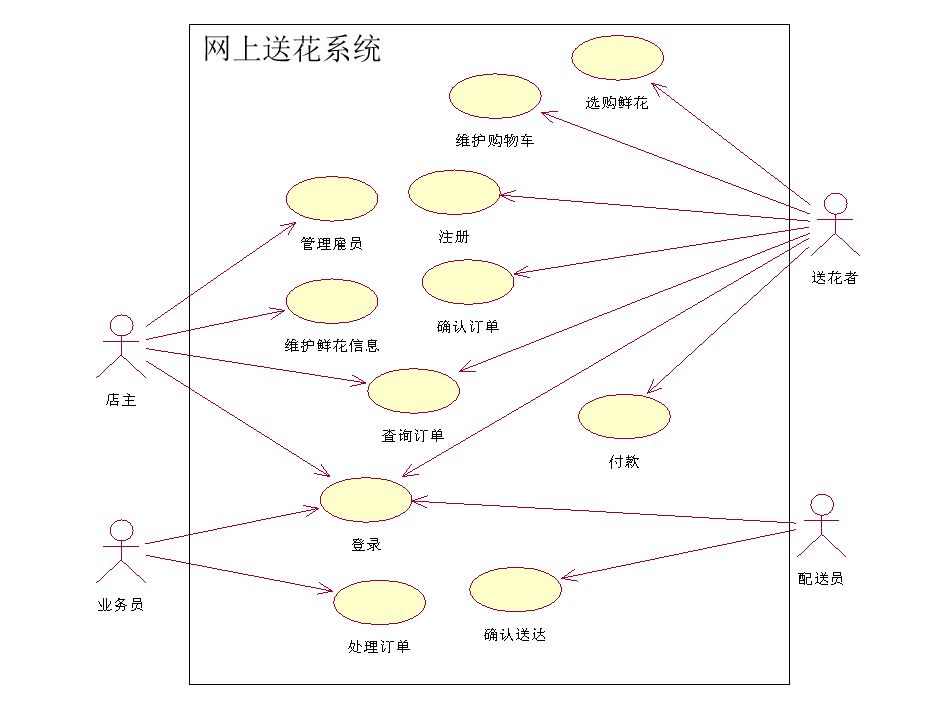 网上送花系统
选购鲜花
维护购物车
注册
管理雇员
送花者
确认订单
维护鲜花信息
店主
查询订单
付款
登录
配送员
业务员
确认送达
处理订单